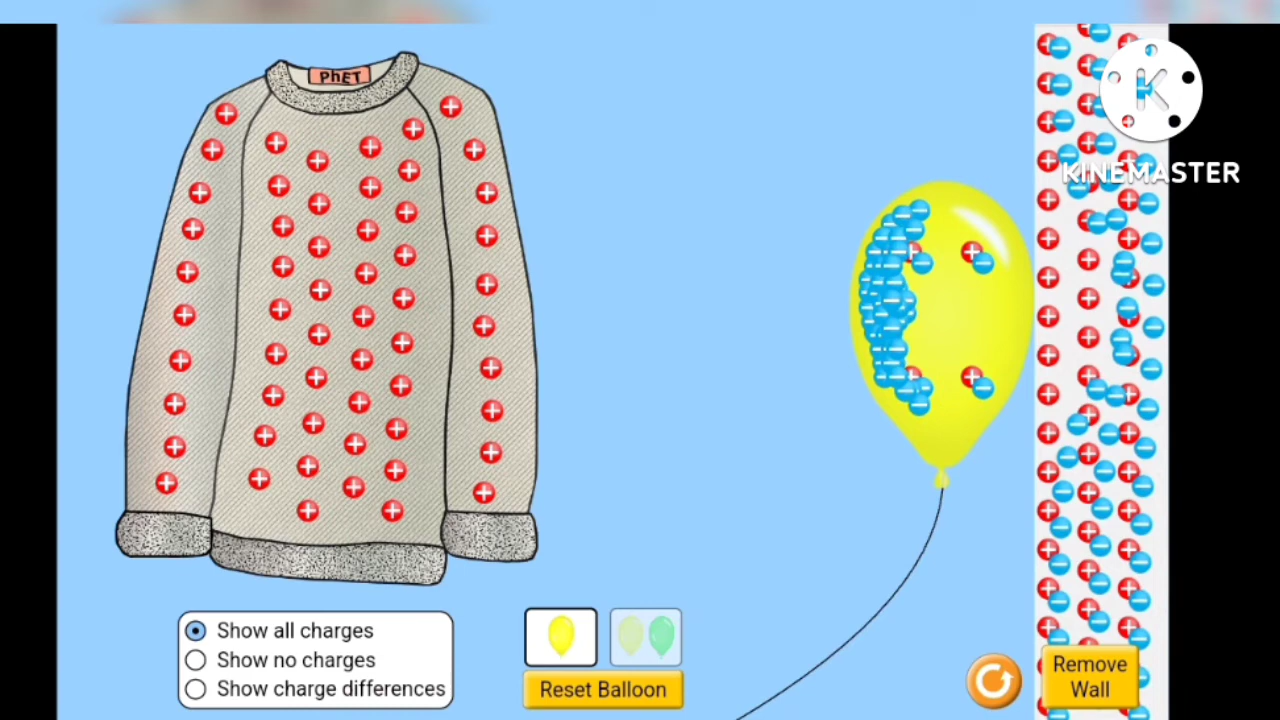 PhET
KINEMASTER
Show all charges
Show no charges
Show charge differences
Reset Balloon
Remove
Wall